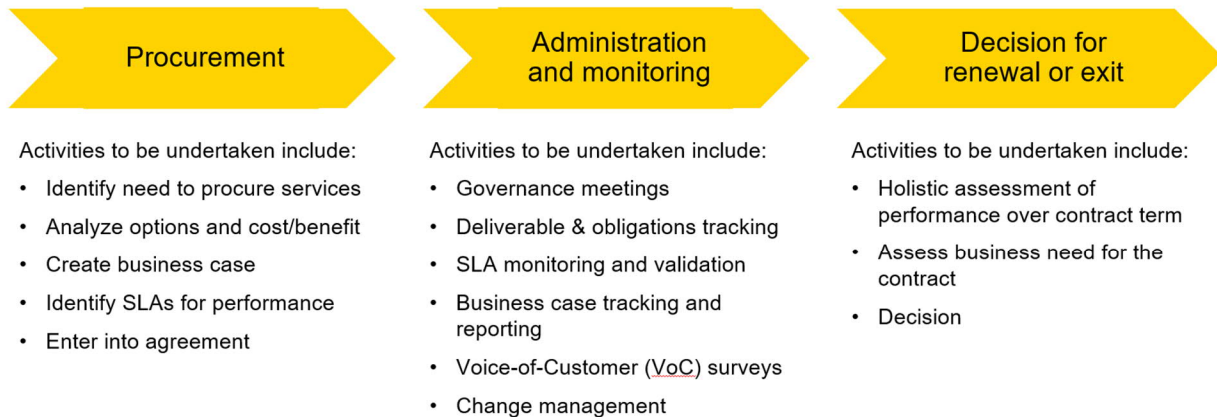 Procurement
Activities to be undertaken include:
• Identify need to procure services
• Analyze options and cost/benefit
• Create business case
• Identify SLAs for performance
• Enter into agreement
Administration
and monitoring
Activities to be undertaken include:
• Governance meetings
• Deliverable & obligations tracking
• SLA monitoring and validation
• Business case tracking and
reporting
• Voice-of-Customer (VoC) surveys
• Change management
Decision for
renewal or exit
Activities to be undertaken include:
• Holistic assessment of
performance over contract term
• Assess business need for the
contract
• Decision